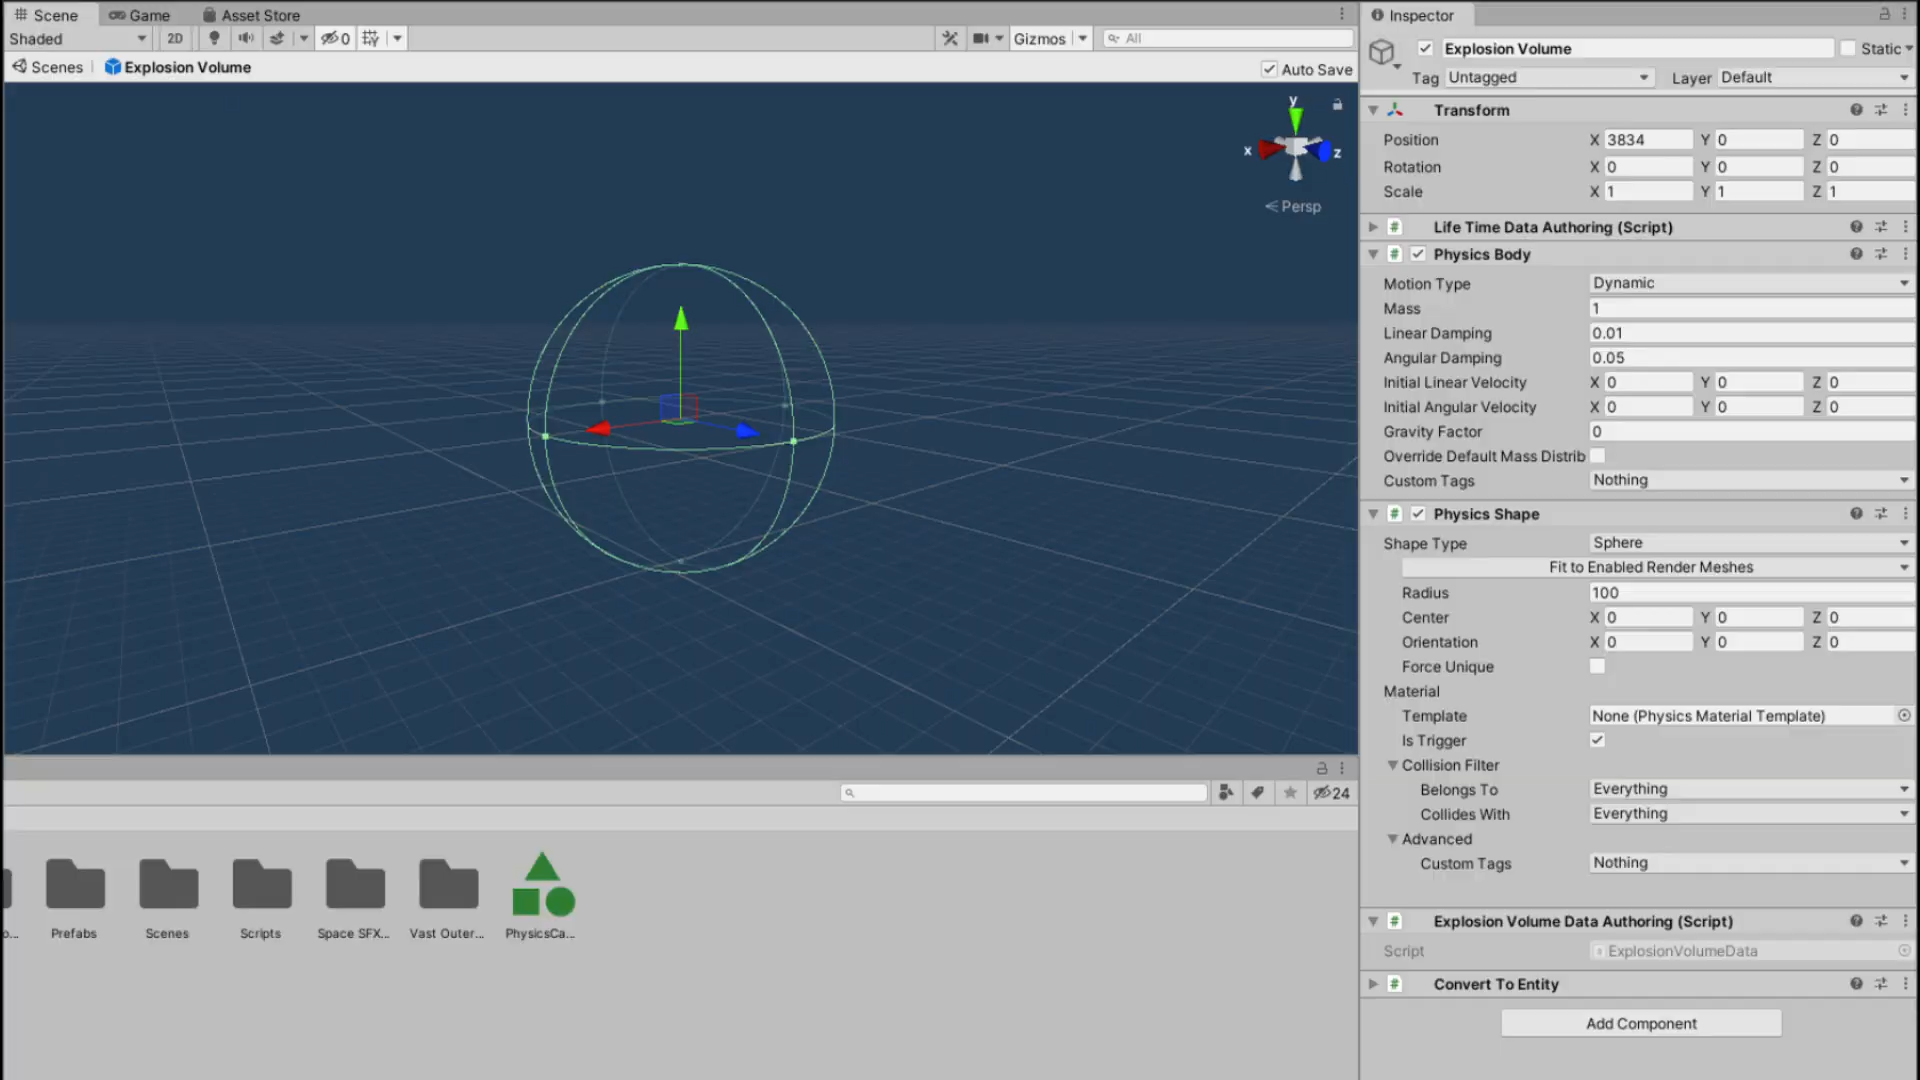 Scene Game Asset Store
Shaded 2D 0 Gizmos All
Scenes Explosion Volume Auto Save
y
x z
Persp
24
Prefabs Scenes Scripts Space SFX... Vast Outer... PhysicsCa...
Inspector
Explosion Volume Static
Tag Untagged Layer Default
Transform
Position X 3834 Y 0 Z 0
Rotation X 0 Y 0 Z 0
Scale X 1 Y 1 Z 1
# Life Time Data Authoring (Script)
# Physics Body
Motion Type Dynamic
Mass 1
Linear Damping 0.01
Angular Damping 0.05
Initial Linear Velocity X 0 Y 0 Z 0
Initial Angular Velocity X 0 Y 0 Z 0
Gravity Factor 0
Override Default Mass Distrib
Custom Tags Nothing
# Physics Shape
Shape Type Sphere
Fit to Enabled Render Meshes
Radius 100
Center X 0 Y 0 Z 0
Orientation X 0 Y 0 Z 0
Force Unique
Material
Template None (Physics Material Template)
Is Trigger
Collision Filter
Belongs To Everything
Collides With Everything
Advanced
Custom Tags Nothing
# Explosion Volume Data Authoring (Script)
Script ExplosionVolumeData
# Convert To Entity
Add Component